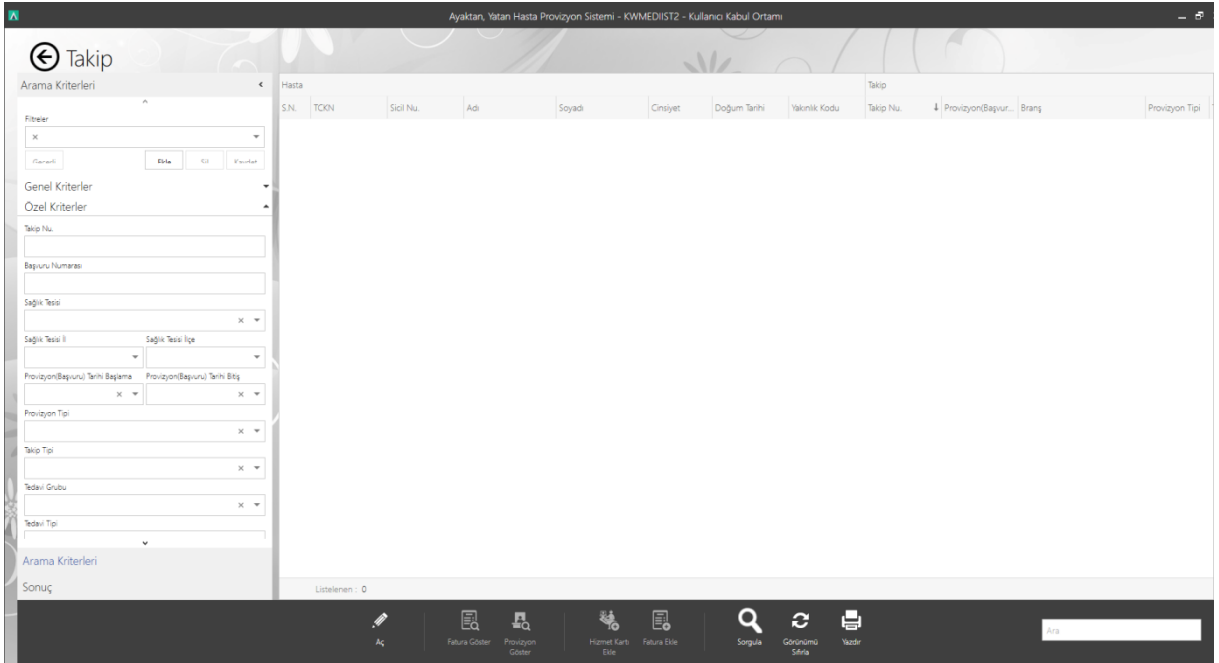 Ayaktan, Yatan Hasta Provizyon Sistemi - KWMEDIIST2 - Kullanıcı Kabul Ortamı
Takip
Arama Kriterleri
Filtreler
Ekle
Genel Kriterler
Özel Kriterler
Takip Nu.
Başvuru Numarası
Sağlık Tesisi
Sağlık Tesisi İl Sağlık Tesisi İlçe
Provizyon(Başvuru) Tarihi Başlama Provizyon(Başvuru) Tarihi Bitiş
Provizyon Tipi
Takip Tipi
Tedavi Grubu
Tedavi Tipi
Arama Kriterleri
Sonuç
Hasta Takip
S.N. TCKN Sicil Nu. Adı Soyadı Cinsiyet Doğum Tarihi Yakınlık Kodu Takip Nu. Provizyon(Başvur... Branş Provizyon Tipi
Listelenen : 0
Aç Fatura Göster Provizyon Göster Hizmet Kartı Ekle Fatura Ekle Sorgula Görünümü Sıfırla Yazdır Ara